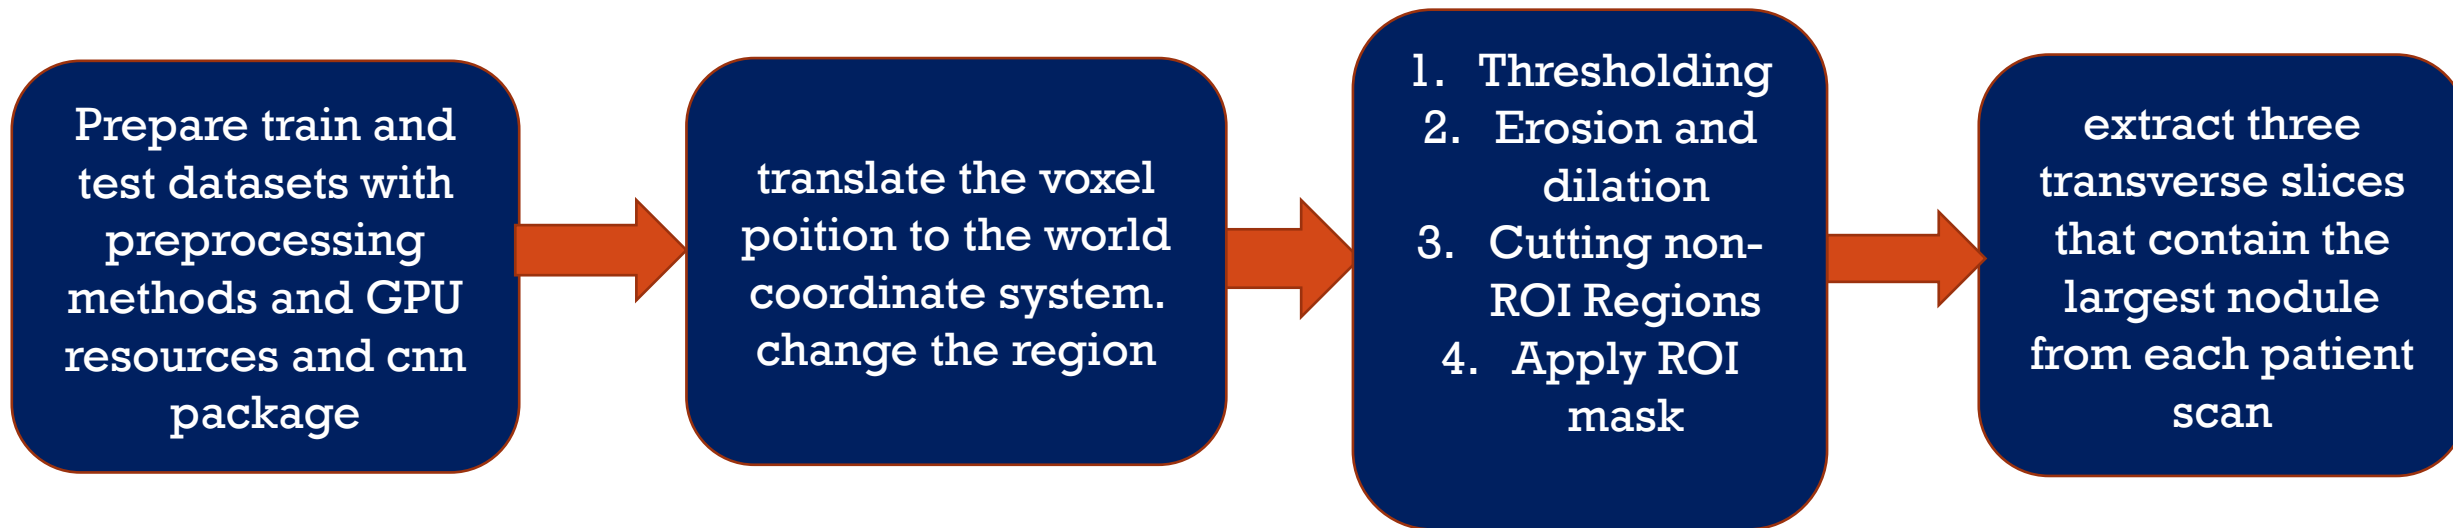 Prepare train and
test datasets with
preprocessing
methods and GPU
resources and cnn
package
translate the voxel
poition to the world
coordinate system.
change the region
1. Thresholding
2. Erosion and
dilation
3. Cutting non-
ROI Regions
4. Apply ROI
mask
extract three
transverse slices
that contain the
largest nodule
from each patient
scan